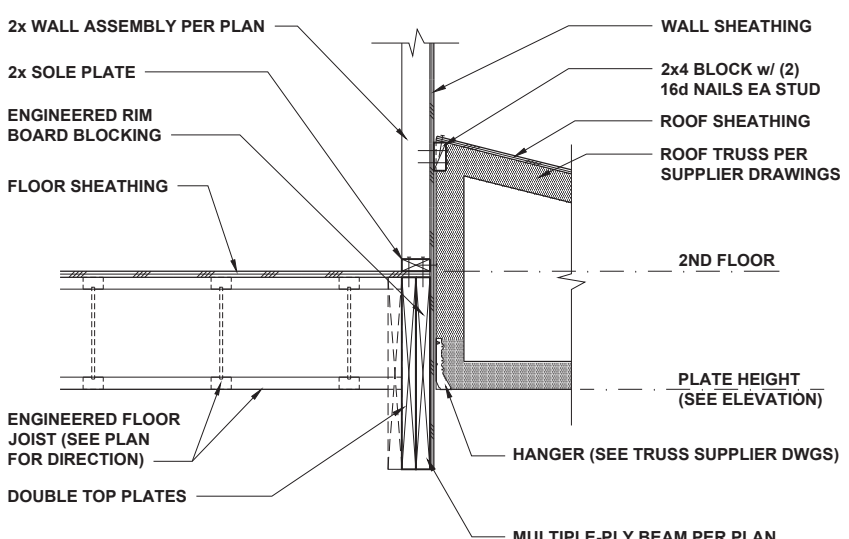 2x WALL ASSEMBLY PER PLAN
2x SOLE PLATE
ENGINEERED RIM
BOARD BLOCKING
FLOOR SHEATHING
ENGINEERED FLOOR
JOIST (SEE PLAN
FOR DIRECTION)
DOUBLE TOP PLATES
WALL SHEATHING
2x4 BLOCK w/ (2)
16d NAILS EA STUD
ROOF SHEATHING
ROOF TRUSS PER
SUPPLIER DRAWINGS
2ND FLOOR
PLATE HEIGHT
(SEE ELEVATION)
HANGER (SEE TRUSS SUPPLIER DWGS)
MULTIPLE-PLY BEAM PER PLAN